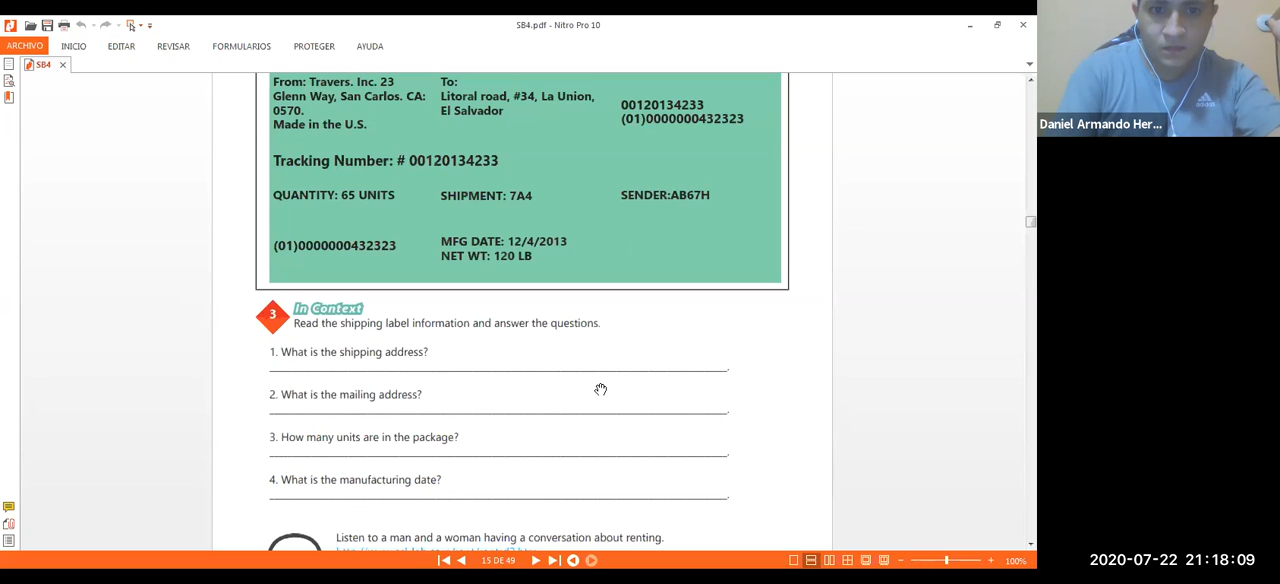 SB4.pdf - Nitro Pro 10
ARCHIVO INICIO EDITAR REVISAR FORMULARIOS PROTEGER AYUDA
SB4
From: Travers. Inc. 23
Glenn Way, San Carlos. CA:
0570.
Made in the U.S.
To:
Litoral road, #34, La Union,
El Salvador
00120134233
(01)0000000432323
Tracking Number: # 00120134233
QUANTITY: 65 UNITS
SHIPMENT: 7A4
SENDER:AB67H
(01)0000000432323
MFG DATE: 12/4/2013
NET WT: 120 LB
3
In Context
Read the shipping label information and answer the questions.
1. What is the shipping address?
2. What is the mailing address?
3. How many units are in the package?
4. What is the manufacturing date?
Listen to a man and a woman having a conversation about renting.
15 DE 49
100%
Daniel Armando Her...
adidas
2020-07-22 21:18:09